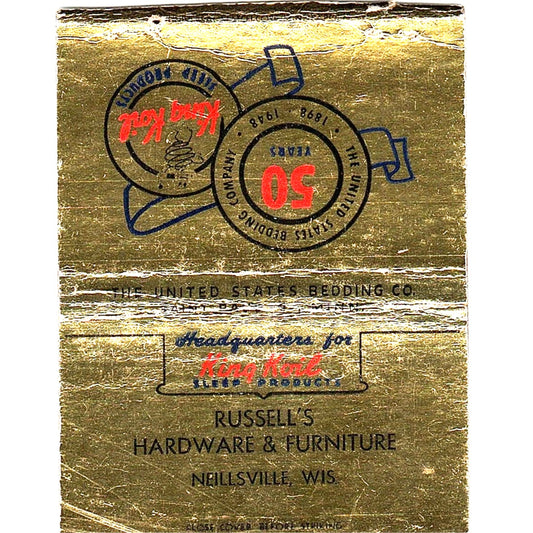 King Koil
SLEEP PRODUCTS
THE UNITED STATES BEDDING COMPANY
• 1898 • 1948 •
50
YEARS
THE UNITED STATES BEDDING CO.
Headquarters for
King Koil
SLEEP PRODUCTS
RUSSELL'S
HARDWARE & FURNITURE
NEILLSVILLE, WIS.
CLOSE COVER BEFORE STRIKING